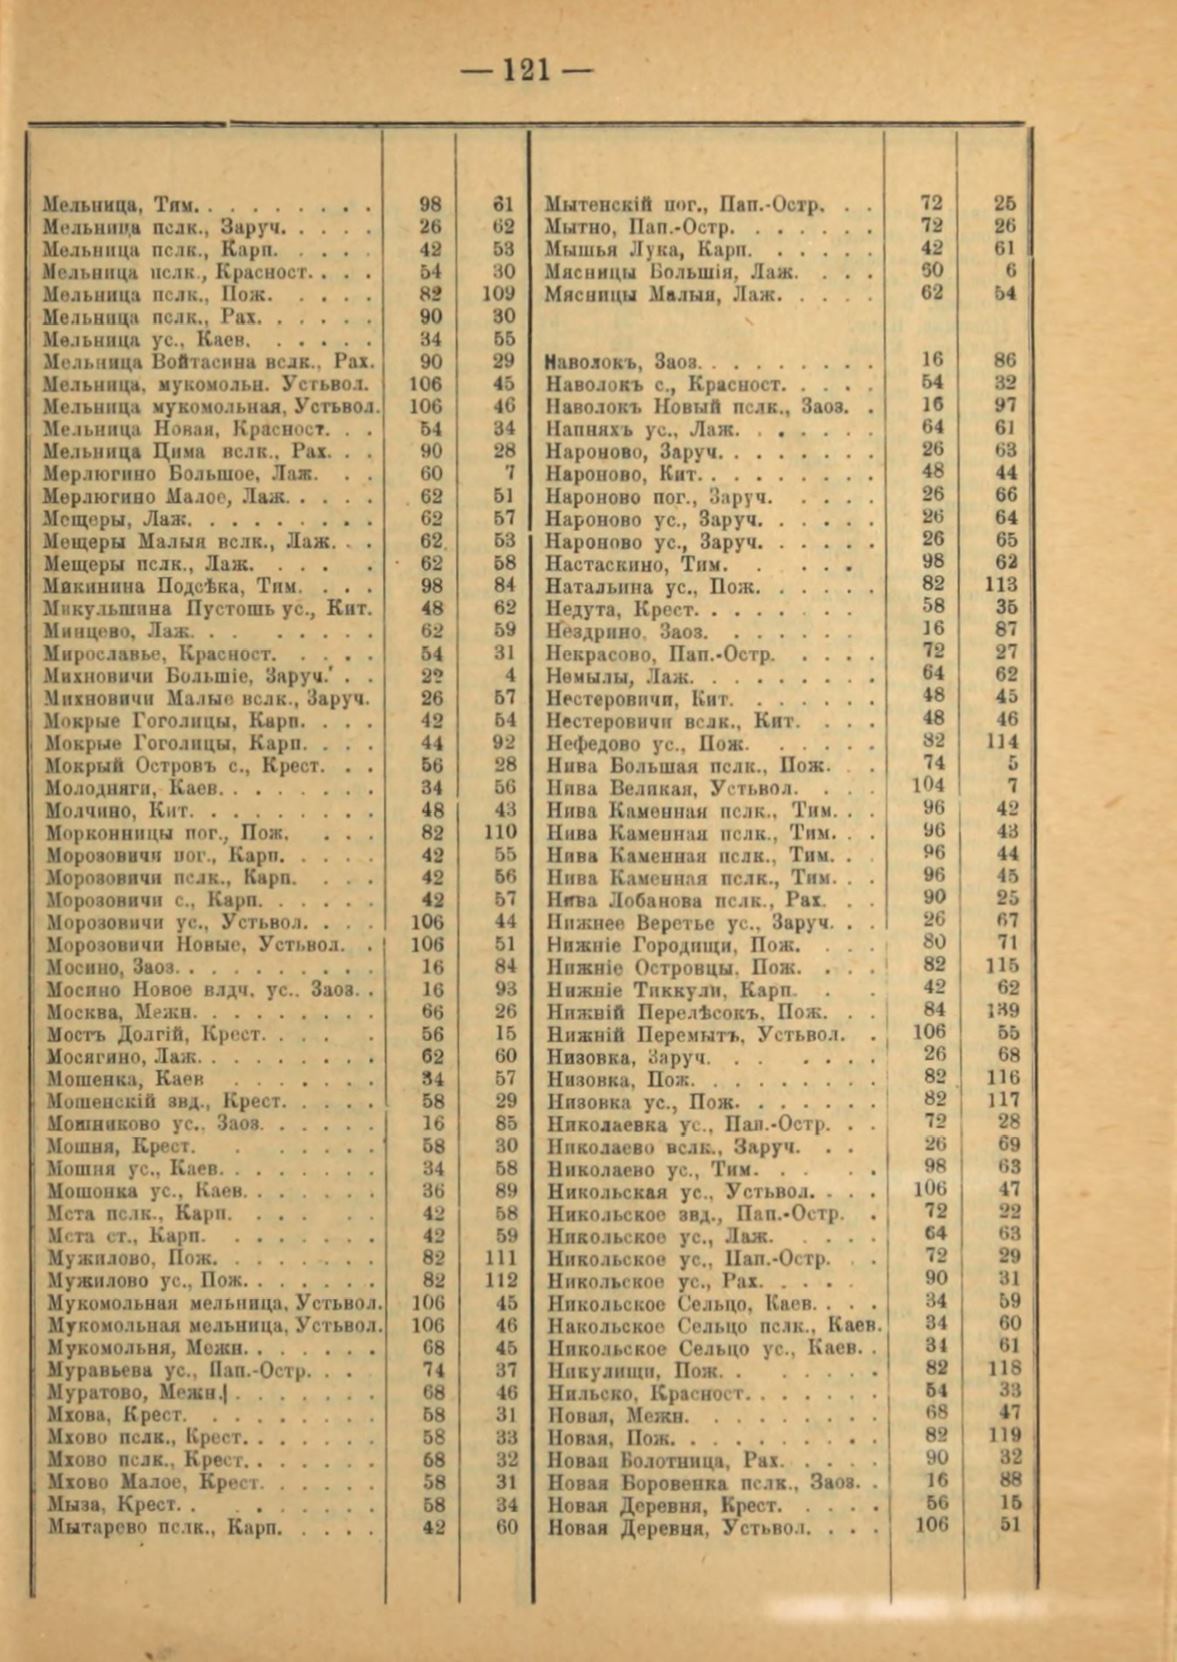 — 121 —
Мельница, Тим. 98 61
Мельница пслк., Заруч. 26 62
Мельница пслк., Карп. 42 53
Мельница пслк., Красност. 54 30
Мельница пслк., Пож. 82 109
Мельница пслк., Рах. 90 30
Мельница ус., Каев. 34 55
Мельница Войтасина вслк., Рах. 90 29
Мельница, мукомольн. Устьвол. 106 45
Мельница мукомольная, Устьвол. 106 46
Мельница Новая, Красност. 54 34
Мельница Цима вслк., Рах. 90 28
Мерлюгино Большое, Лаж. 60 7
Мерлюгино Малое, Лаж. 62 51
Мещеры, Лаж. 62 57
Мещеры Малыя вслк., Лаж. 62 53
Мещеры пслк., Лаж. 62 58
Микинина Подсѣка, Тим. 98 84
Микульшина Пустошь ус., Кит. 48 62
Минцево, Лаж. 62 59
Мирославье, Красност. 54 31
Михновичи Большіе, Заруч. 22 4
Михновичи Малые вслк., Заруч. 26 57
Мокрые Гоголицы, Карп. 42 54
Мокрые Гоголицы, Карп. 44 92
Мокрый Островъ с., Крест. 56 28
Молодняги, Каев. 34 56
Молчино, Кит. 48 43
Морконницы пог., Пож. 82 110
Морозовичи пог., Карп. 42 55
Морозовичи пслк., Карп. 42 56
Морозовичи с., Карп. 42 57
Морозовичи ус., Устьвол. 106 44
Морозовичи Новые, Устьвол. 106 51
Мосино, Заоз. 16 84
Мосино Новое влдч. ус.. Заоз. 16 93
Москва, Межн. 66 26
Мостъ Долгій, Крест. 56 15
Мосягино, Лаж. 62 60
Мошенка, Каев 34 57
Мошенскій звд., Крест. 58 29
Мошниково ус.. Заоз. 16 85
Мошня, Крест. 58 30
Мошня ус., Каев. 34 58
Мошонка ус., Каев. 36 89
Мста пслк., Карп. 42 58
Мста ст., Карп. 42 59
Мужилово, Пож. 82 111
Мужилово ус., Пож. 82 112
Мукомольная мельница, Устьвол. 106 45
Мукомольная мельница, Устьвол. 106 46
Мукомольня, Межн. 68 45
Муравьева ус., Пап.-Остр. 74 37
Муратово, Межн. 68 46
Мхова, Крест. 58 31
Мхово пслк., Крест. 58 33
Мхово пслк., Крест. 58 32
Мхово Малое, Крест. 58 31
Мыза, Крест. 58 34
Мытарево пслк., Карп. 42 60
Мытенскій пог., Пап.-Остр. 72 25
Мытно, Пап.-Остр. 72 26
Мышья Лука, Карп. 42 61
Мясницы Большія, Лаж. 60 6
Мясницы Малыя, Лаж. 62 54
Наволокъ, Заоз. 16 86
Наволокъ с., Красност. 54 32
Наволокъ Новый пслк., Заоз. 16 97
Напняхъ ус., Лаж. 64 61
Нароново, Заруч. 26 63
Нароново, Кит. 48 44
Нароново пог., Заруч. 26 66
Нароново ус., Заруч. 26 64
Нароново ус., Заруч. 26 65
Настаскино, Тим. 98 62
Натальина ус., Пож. 82 113
Недута, Крест. 58 35
Нездрино, Заоз. 16 87
Некрасово, Пап.-Остр. 72 27
Немылы, Лаж. 64 62
Нестеровичи, Кит. 48 45
Нестеровичи вслк., Кит. 48 46
Нефедово ус., Пож. 82 114
Нива Большая пслк., Пож. 74 5
Нива Великая, Устьвол. 104 7
Нива Каменная пслк., Тим. 96 42
Нива Каменная пслк., Тим. 96 43
Нива Каменная пслк., Тим. 96 44
Нива Каменная пслк., Тим. 96 45
Нива Лобанова пслк., Рах. 90 25
Нижнее Веретье ус., Заруч. 26 67
Нижніе Городищи, Пож. 80 71
Нижніе Островцы, Пож. 82 115
Нижніе Тиккули, Карп. 42 62
Нижній Перелѣсокъ, Пож. 84 139
Нижній Перемытъ, Устьвол. 106 55
Низовка, Заруч. 26 68
Низовка, Пож. 82 116
Низовка ус., Пож. 82 117
Николаевка ус., Пап.-Остр. 72 28
Николаево вслк., Заруч. 26 69
Николаево ус., Тим. 98 63
Никольская ус., Устьвол. 106 47
Никольское звд., Пап.-Остр. 72 22
Никольское ус., Лаж. 64 63
Никольское ус., Пап.-Остр. 72 29
Никольское ус., Рах. 90 31
Никольское Сельцо, Каев. 34 59
Накольское Сельцо пслк., Каев. 34 60
Никольское Сельцо ус., Каев. 34 61
Никулищи, Пож. 82 118
Нильско, Красност. 54 33
Новая, Межн. 68 47
Новая, Пож. 82 119
Новая Болотница, Рах. 90 32
Новая Боровенка пслк., Заоз. 16 88
Новая Деревня, Крест. 56 15
Новая Деревня, Устьвол. 106 51